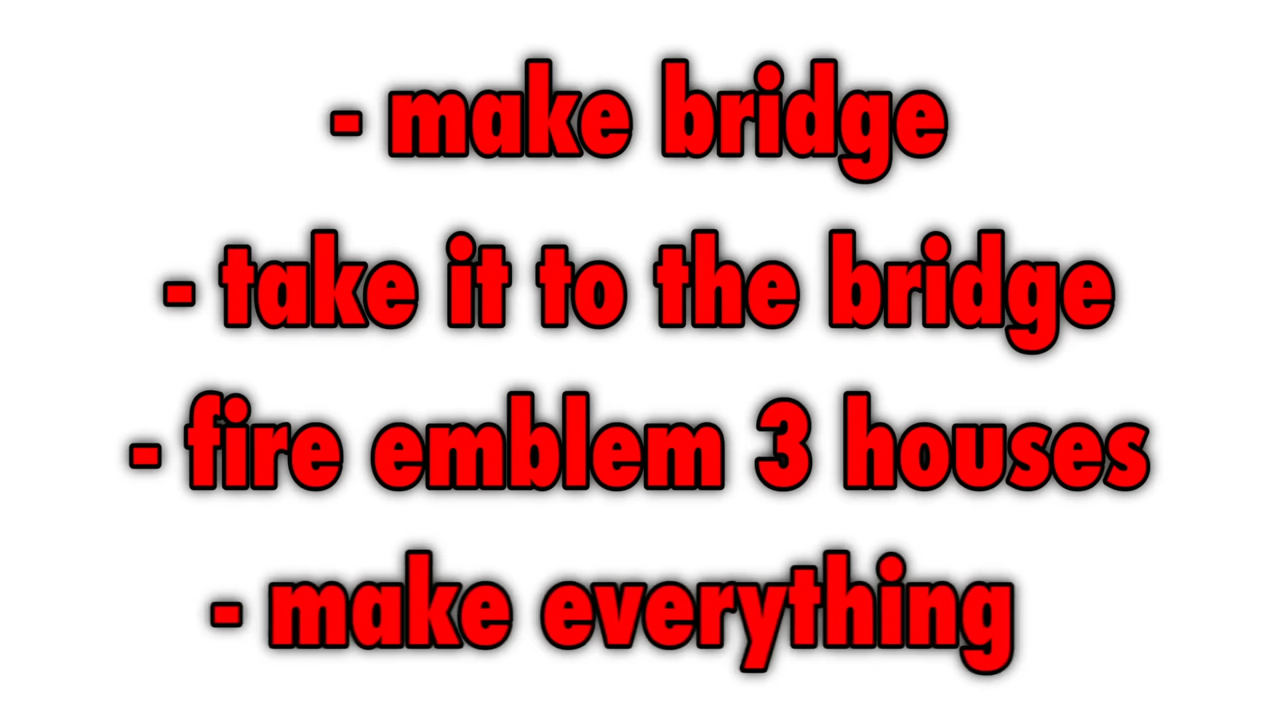 - make bridge
- take it to the bridge
- fire emblem 3 houses
- make everything